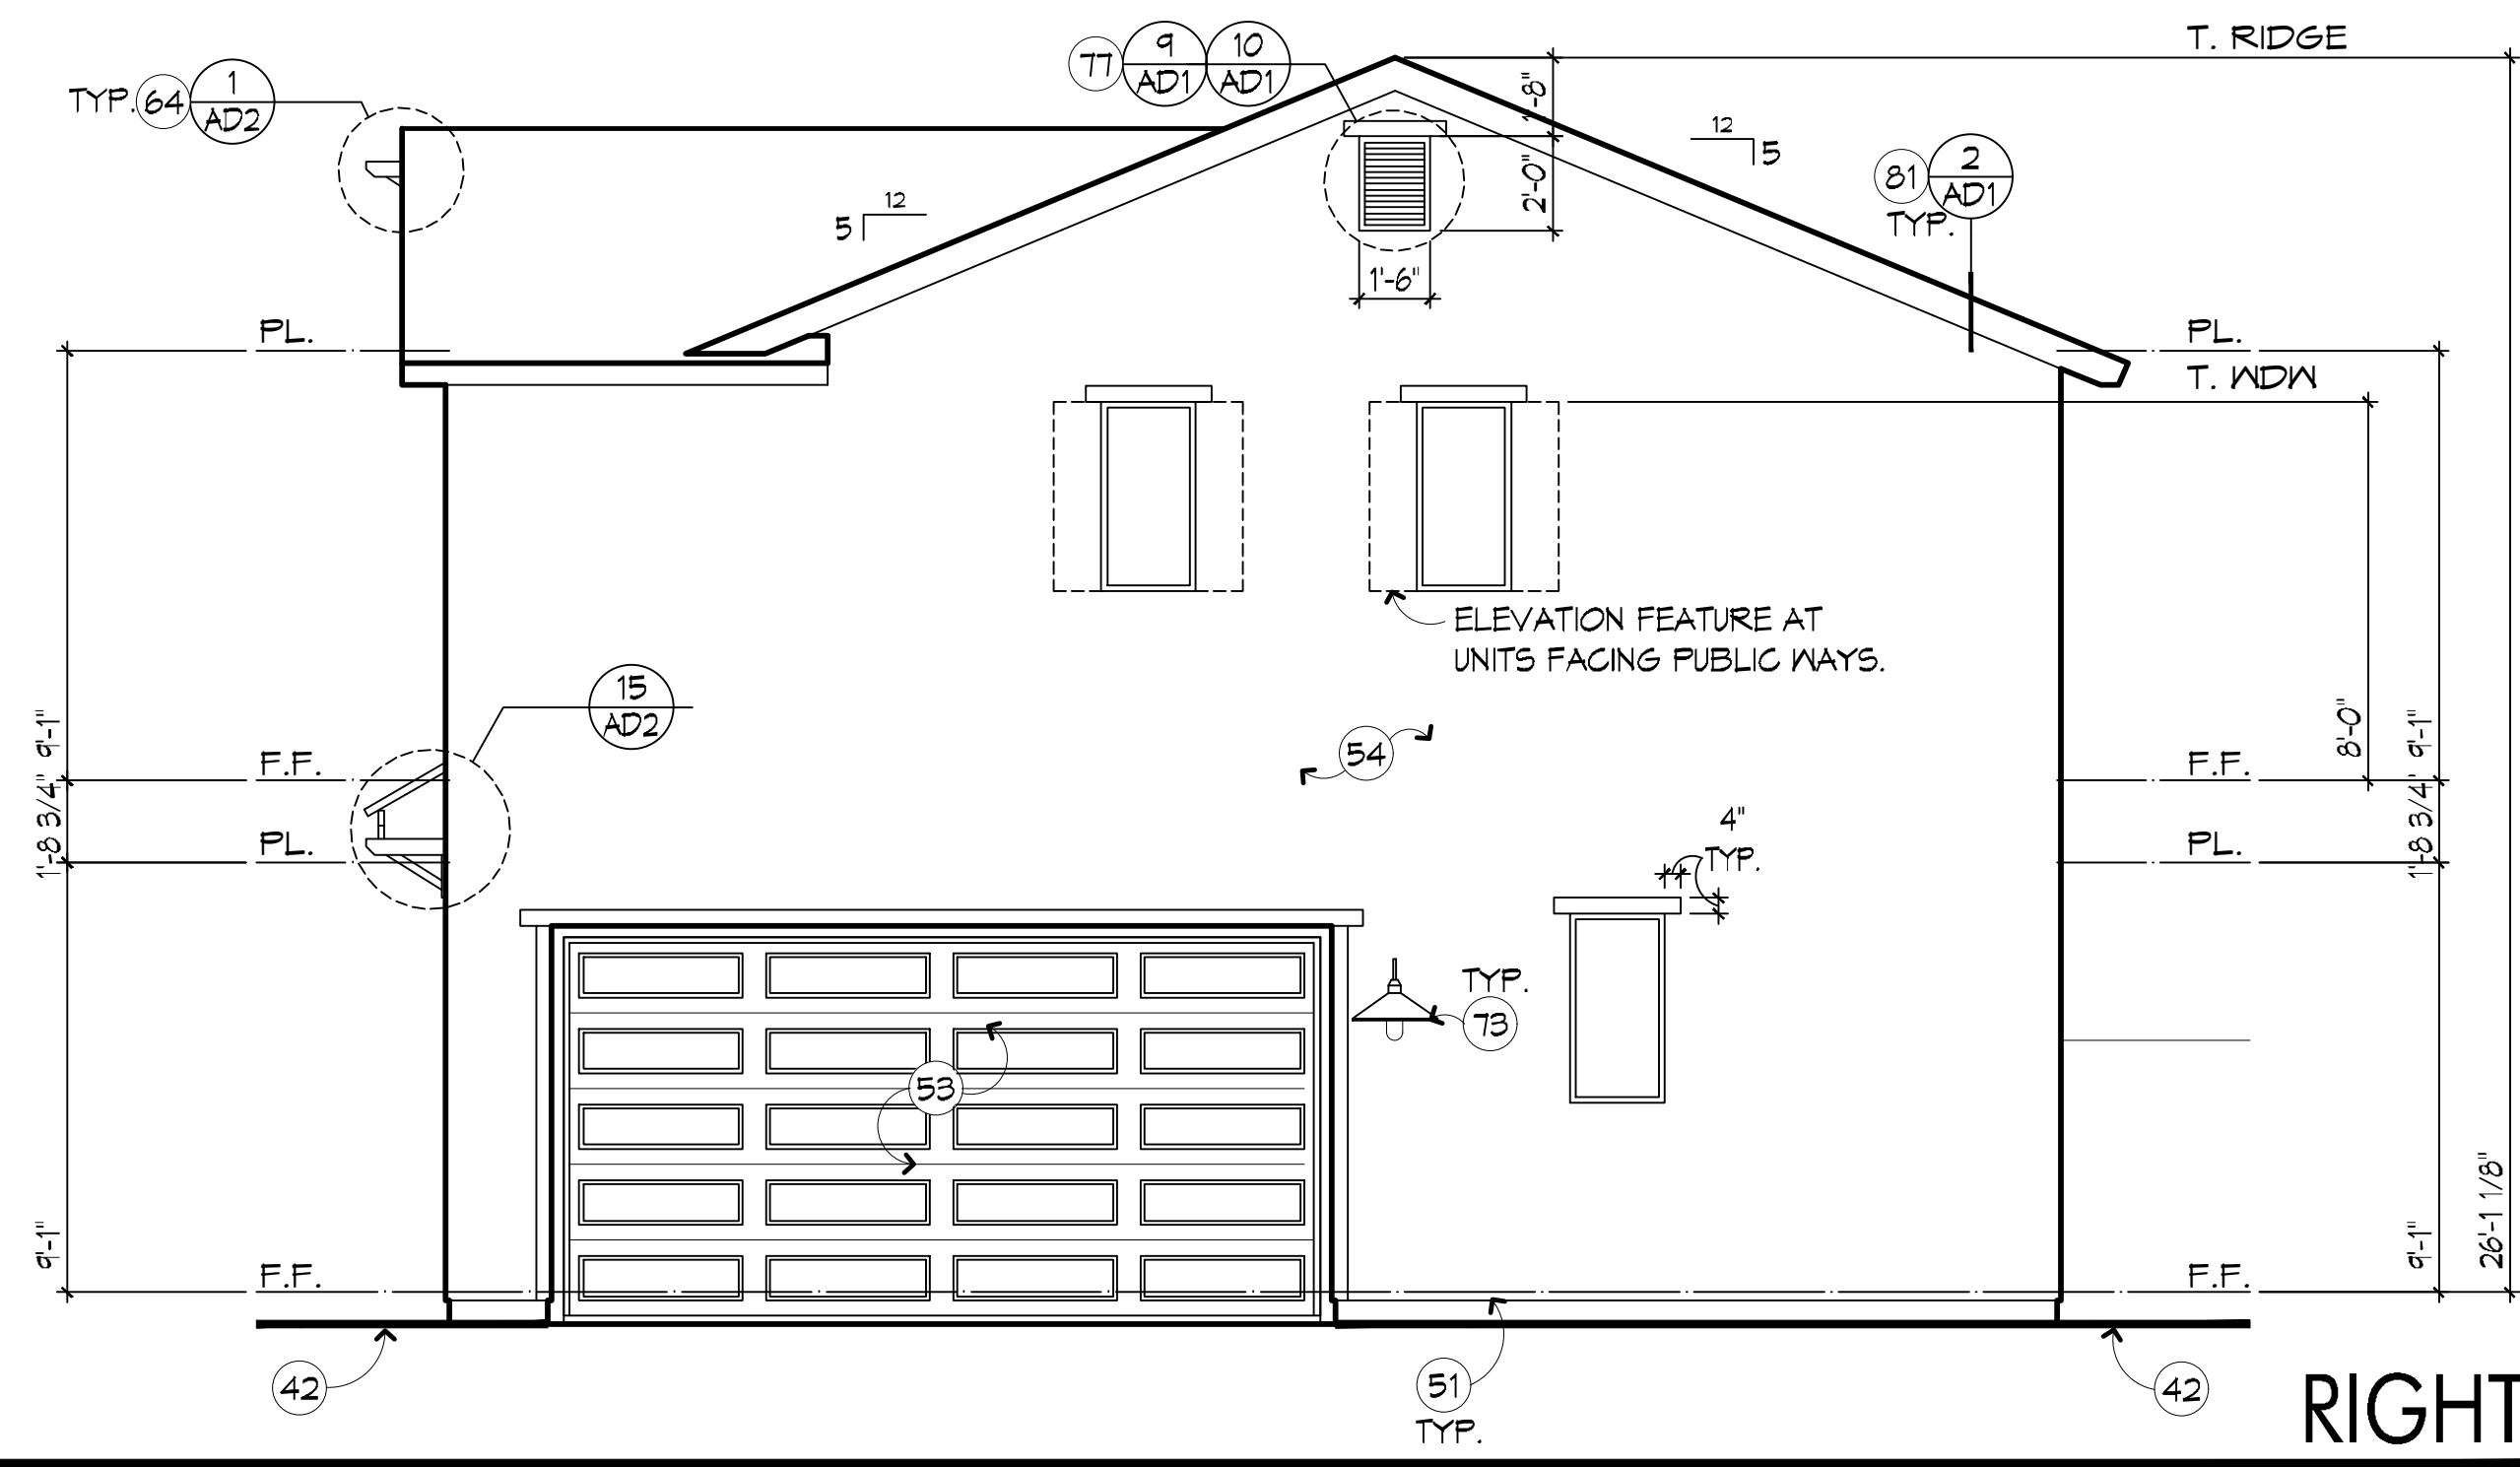 T. RIDGE
77
9
AD1
10
AD1
TYP.
64
1
AD2
12
5
12
5
2'-0"
1'-6"
81
2
AD1
TYP.
PL.
PL.
T. WDW
ELEVATION FEATURE AT
UNITS FACING PUBLIC WAYS.
15
AD2
54
9'-1"
F.F.
1'-8 3/4"
PL.
8'-0"
9'-1"
F.F.
1'-8 3/4"
PL.
4"
TYP.
TYP.
73
53
9'-1"
F.F.
F.F.
9'-1"
26'-1 1/8"
42
51
TYP.
42
RIGHT